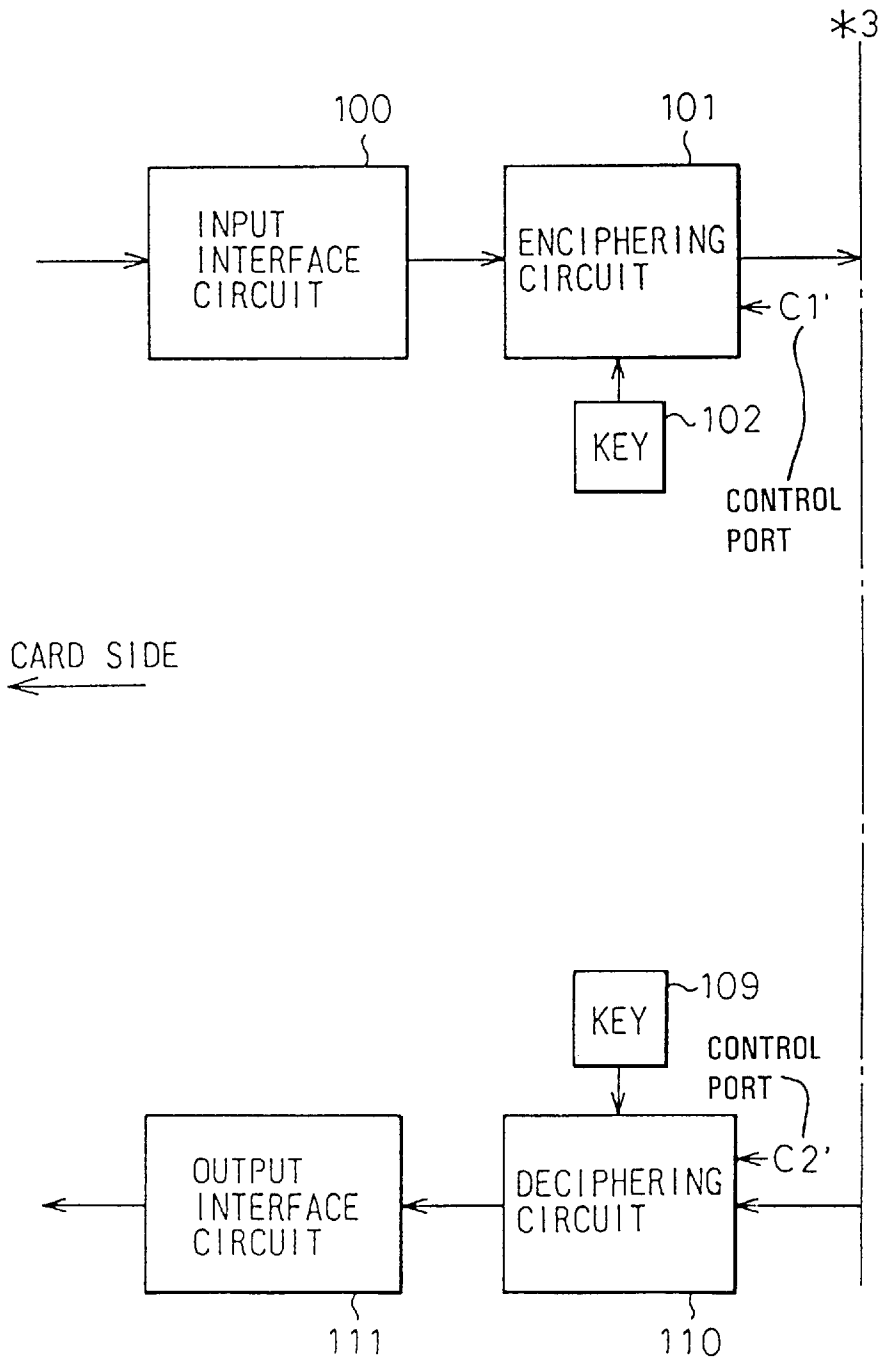 *3
100
101
INPUT
INTERFACE
CIRCUIT
ENCIPHERING
CIRCUIT
C1'
KEY
102
CONTROL
PORT
CARD SIDE
KEY
109
CONTROL
PORT
C2'
OUTPUT
INTERFACE
CIRCUIT
DECIPHERING
CIRCUIT
111
110